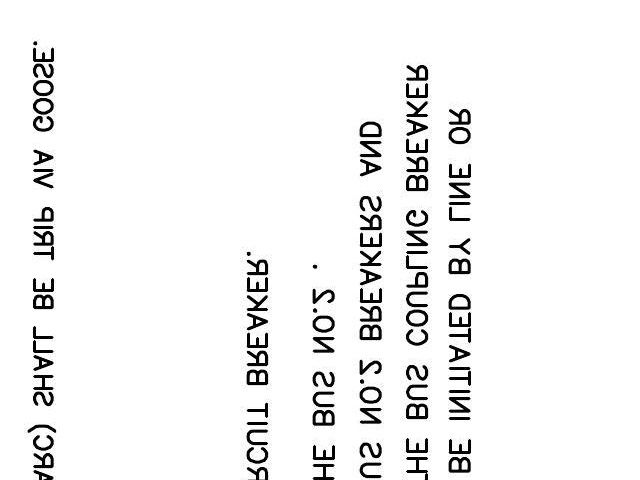 BE INITIATED BY LINE OR
THE BUS COUPLING BREAKER
US NO.2 BREAKERS AND
HE BUS NO.2 .
RCUIT BREAKER.
ARC) SHALL BE TRIP VIA GOOSE.